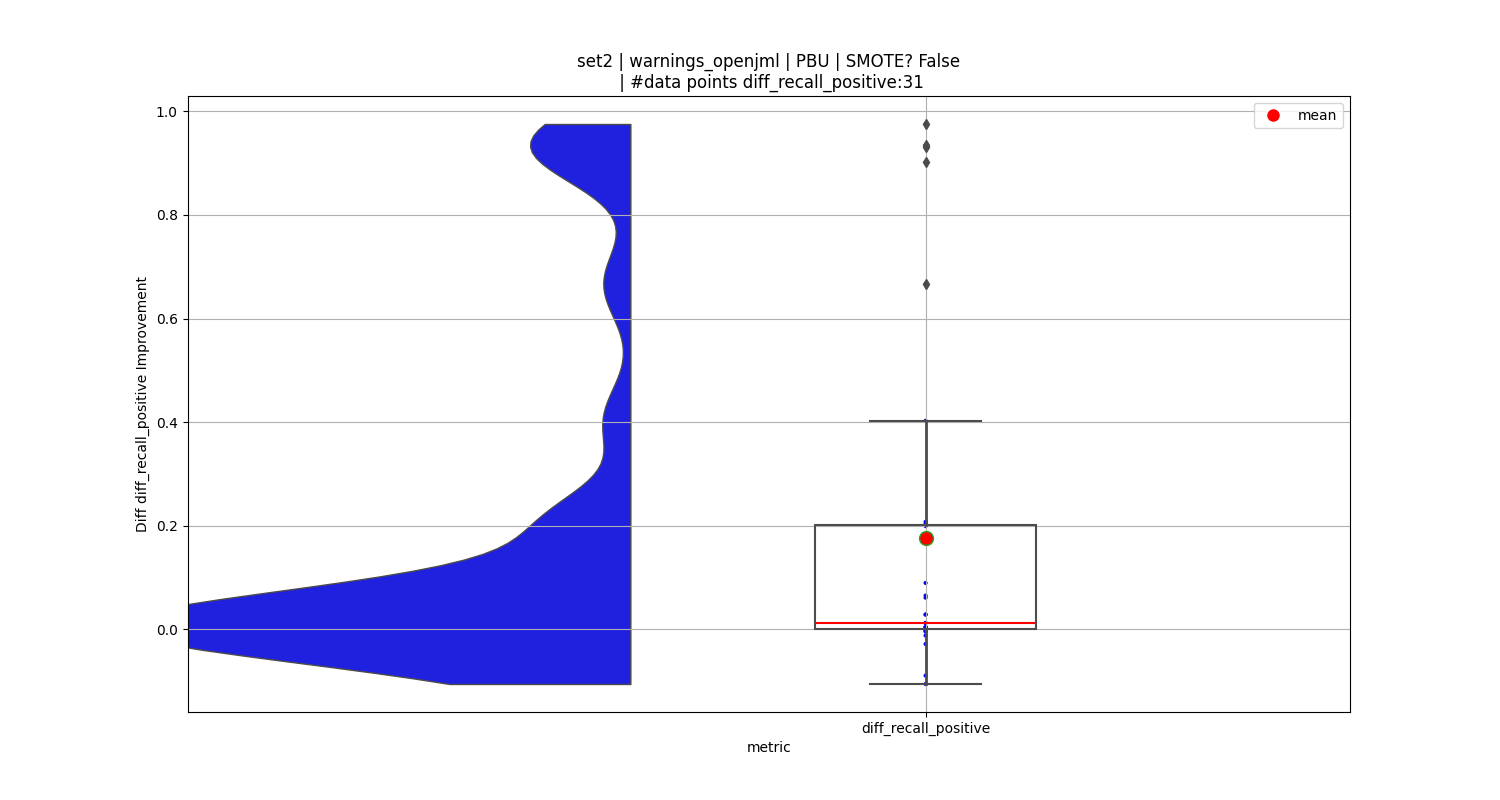 set2 | warnings_openjml | PBU | SMOTE? False
| #data points diff_recall_positive:31
mean
1.0
0.8
0.6
0.4
0.2
0.0
Diff diff_recall_positive Improvement
diff_recall_positive
metric